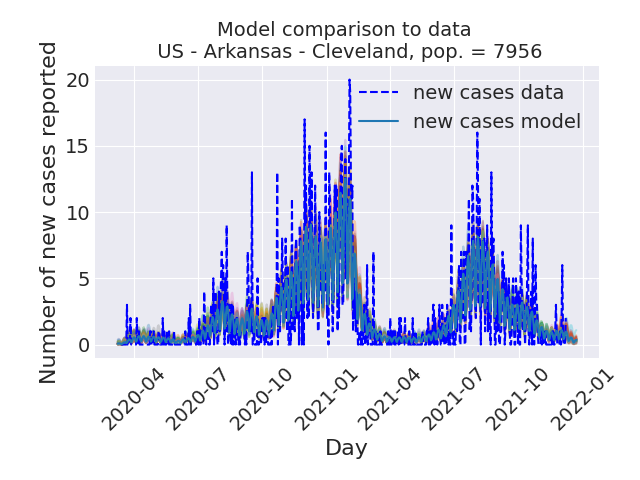 Model comparison to data
US - Arkansas - Cleveland, pop. = 7956
Number of new cases reported
20
15
10
5
0
new cases data
new cases model
2020-04
2020-07
2020-10
2021-01
2021-04
2021-07
2021-10
2022-01
Day